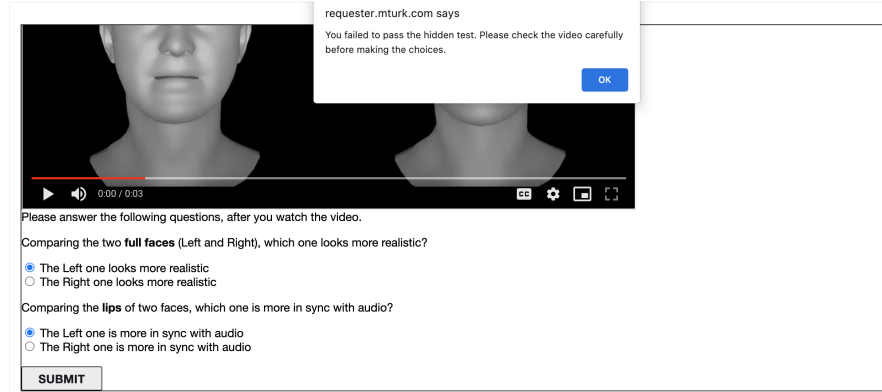 requester.mturk.com says
You failed to pass the hidden test. Please check the video carefully
before making the choices.
OK
0:00 / 0:03
CC
Please answer the following questions, after you watch the video.
Comparing the two full faces (Left and Right), which one looks more realistic?
The Left one looks more realistic
The Right one looks more realistic
Comparing the lips of two faces, which one is more in sync with audio?
The Left one is more in sync with audio
The Right one is more in sync with audio
SUBMIT